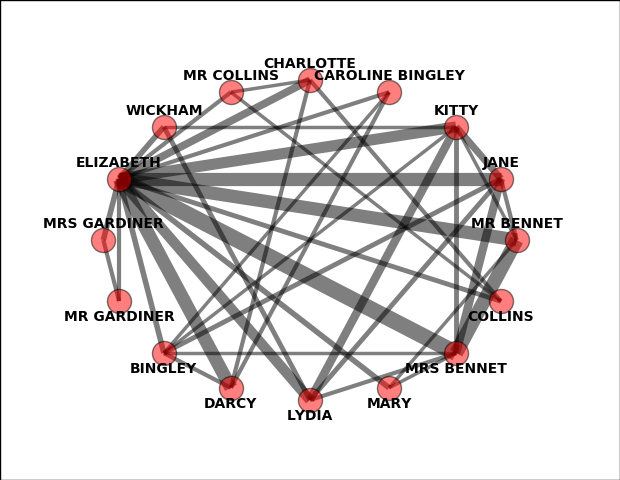 CHARLOTTE
MR COLLINS
CAROLINE BINGLEY
WICKHAM
KITTY
ELIZABETH
JANE
MRS GARDINER
MR BENNET
MR GARDINER
COLLINS
BINGLEY
MRS BENNET
DARCY
MARY
LYDIA